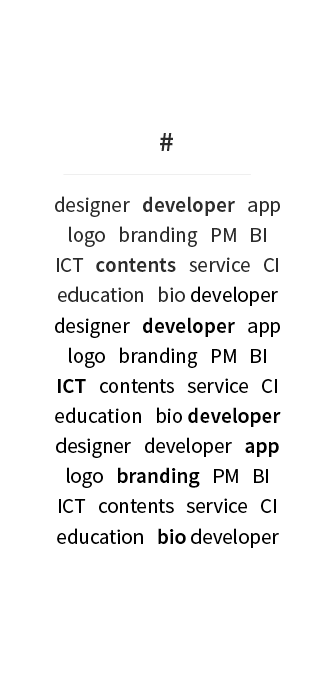 #
designer developer app
logo branding PM BI
ICT contents service CI
education bio developer
designer developer app
logo branding PM BI
ICT contents service CI
education bio developer
designer developer app
logo branding PM BI
ICT contents service CI
education bio developer